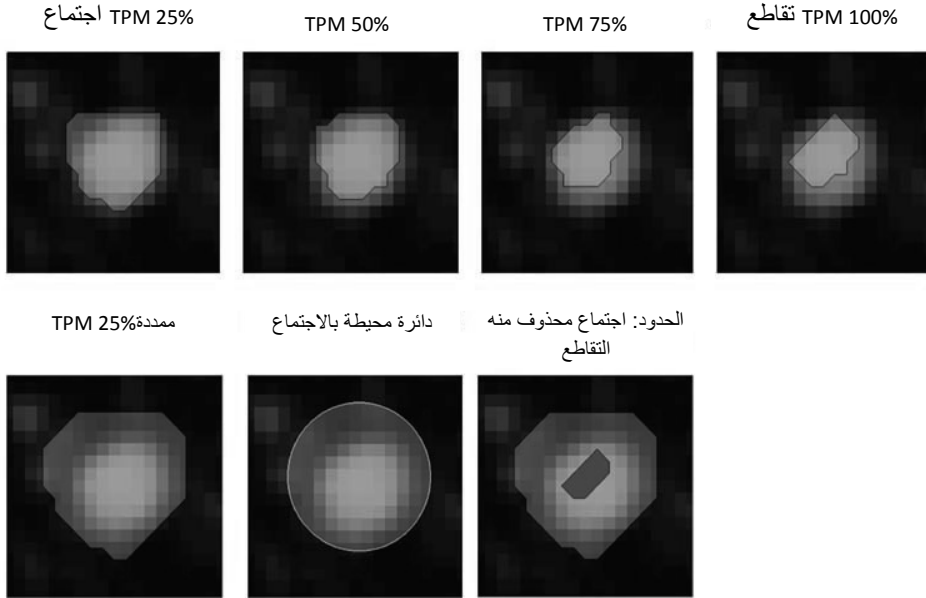 اجتماع TPM 25%
TPM 50%
TPM 75%
تقاطع TPM 100%
TPM 25%ممددة
دائرة محيطة بالاجتماع
الحدود: اجتماع محذوف منه
التقاطع